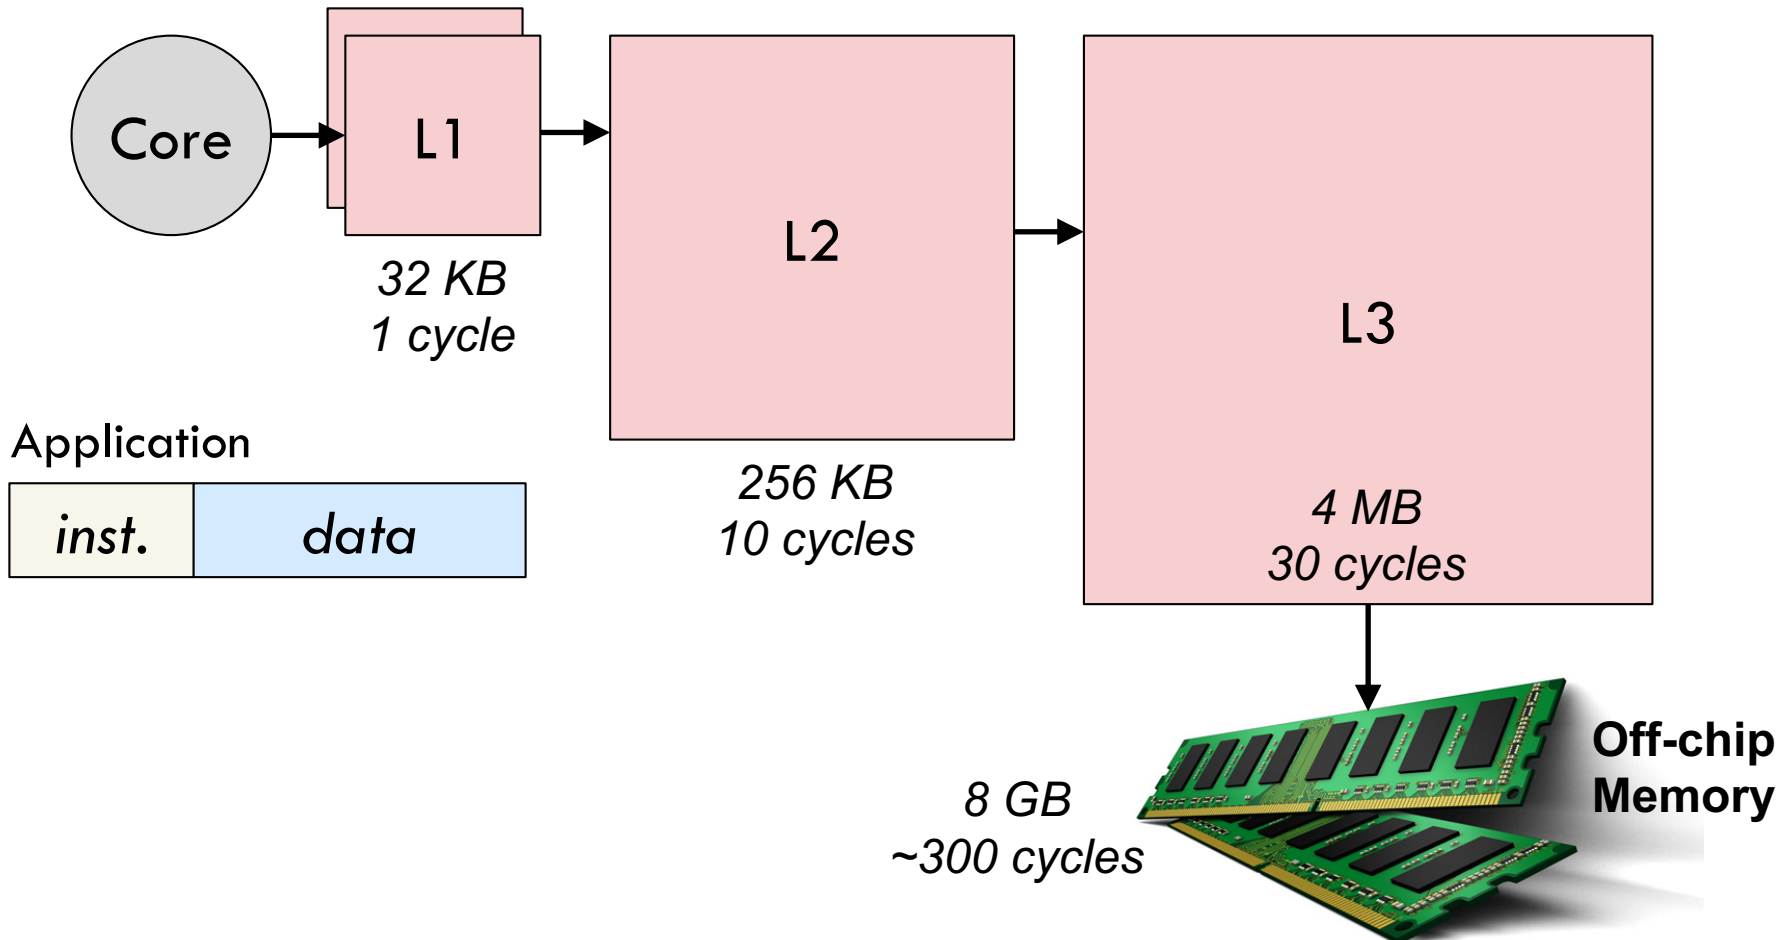 Core
L1
32 KB
1 cycle
L2
256 KB
10 cycles
L3
4 MB
30 cycles
Application
inst.
data
8 GB
~300 cycles
Off-chip
Memory